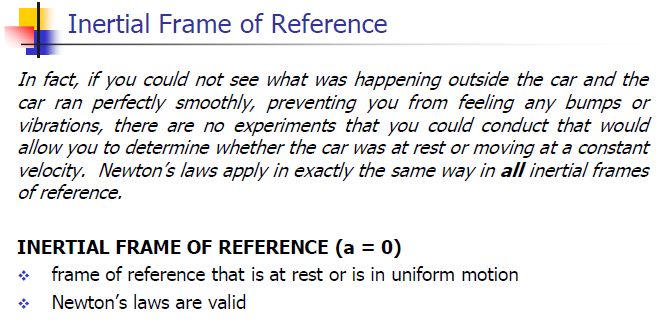 Inertial Frame of Reference
In fact, if you could not see what was happening outside the car and the
car ran perfectly smoothly, preventing you from feeling any bumps or
vibrations, there are no experiments that you could conduct that would
allow you to determine whether the car was at rest or moving at a constant
velocity. Newton's laws apply in exactly the same way in all inertial frames
of reference.
INERTIAL FRAME OF REFERENCE (a = 0)
❖ frame of reference that is at rest or is in uniform motion
❖ Newton's laws are valid